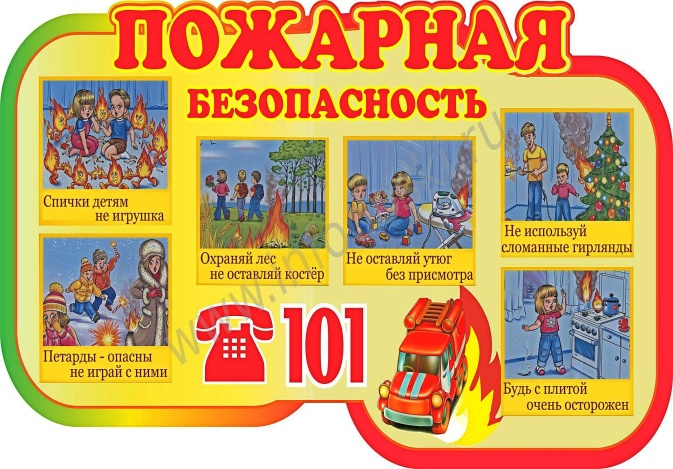 ПОЖАРНАЯ
БЕЗОПАСНОСТЬ
Спички детям
не игрушка
Охраняй лес
не оставляй костёр
Не оставляй утюг
без присмотра
Не используй
сломанные гирлянды
Петарды - опасны
не играй с ними
101
Будь с плитой
очень осторожен